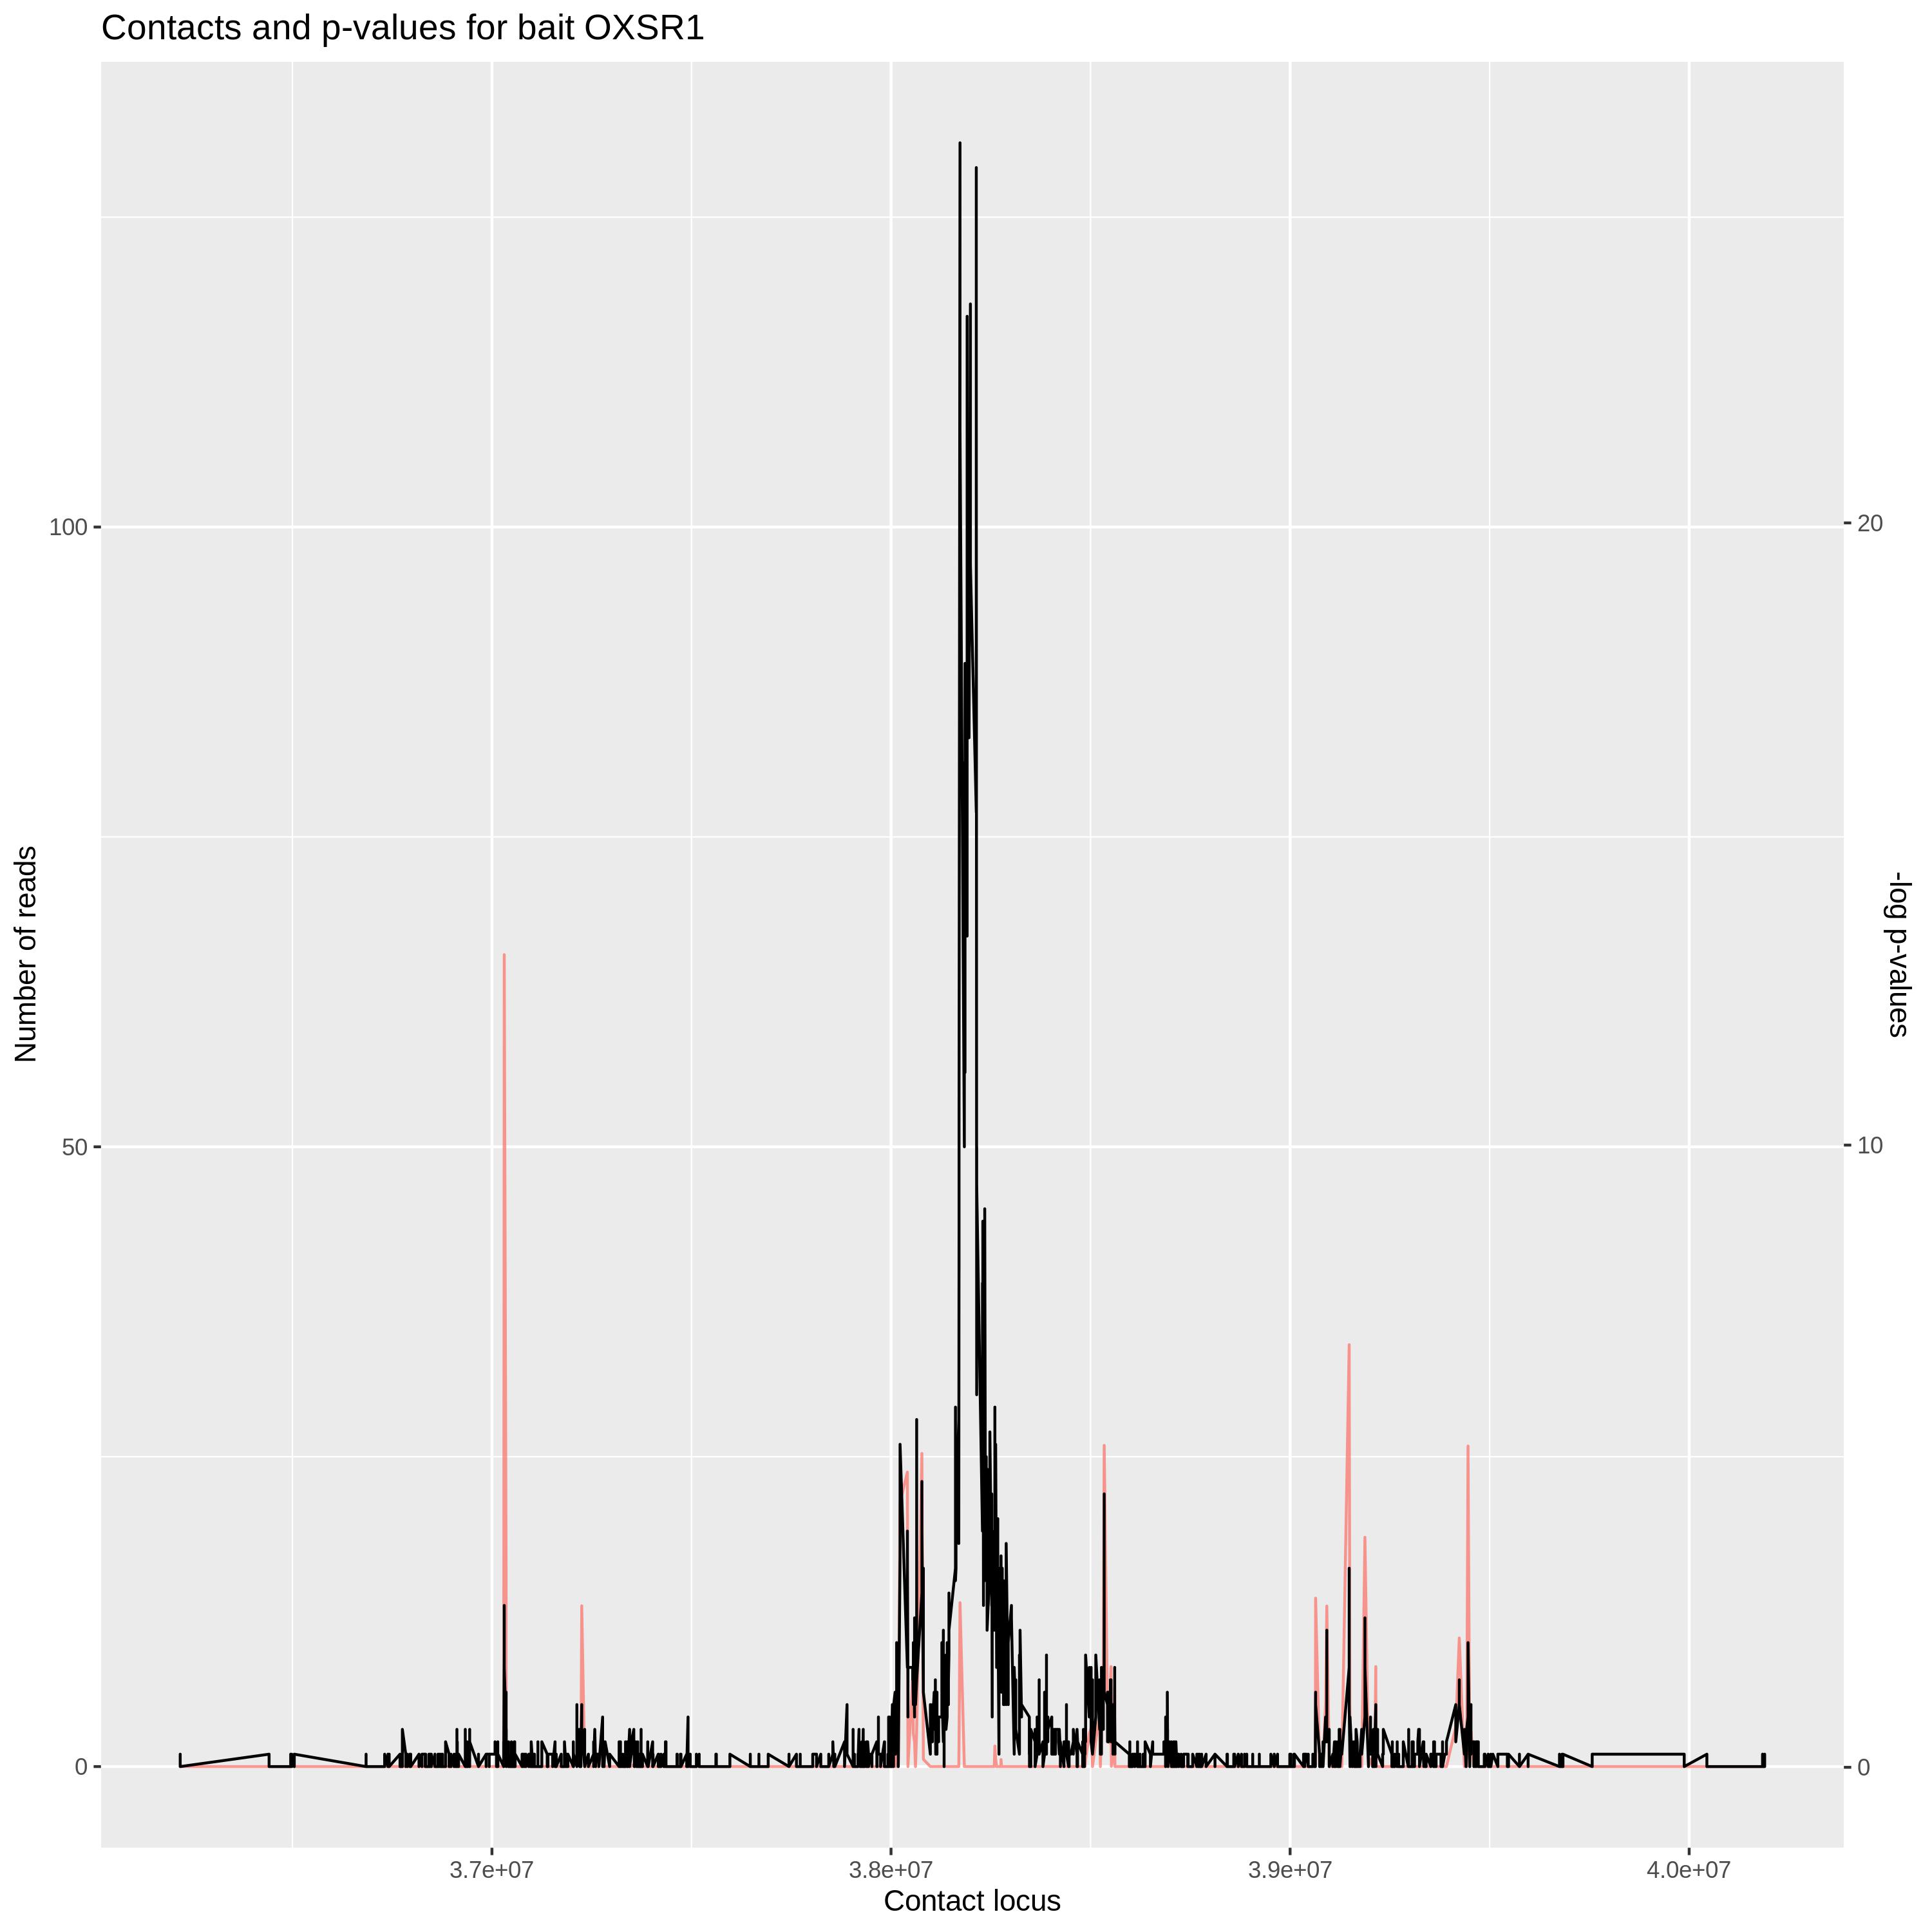 Contacts and p-values for bait OXSR1
Number of reads
100
50
0
20
10
0
-log p-values
3.7e+07
3.8e+07
3.9e+07
4.0e+07
Contact locus